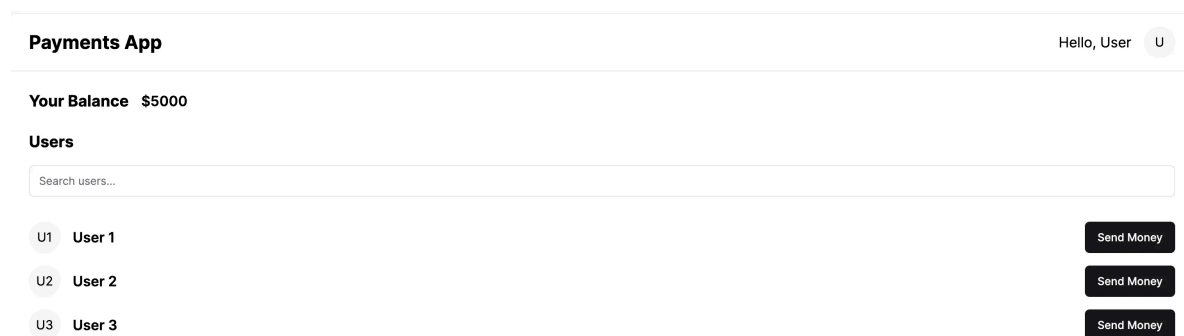 Payments App Hello, User U
Your Balance $5000
Users
Search users...
U1 User 1 Send Money
U2 User 2 Send Money
U3 User 3 Send Money